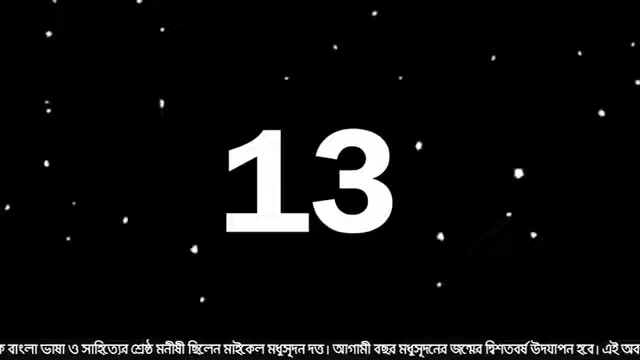 13
বাংলা ভাষা ও সাহিত্যের শ্রেষ্ঠ মনীষী ছিলেন মাইকেল মধুসূদন দত্ত। আগামী বছর মধুসূদনের জন্মের দ্বিশতবর্ষ উদযাপন হবে। এই